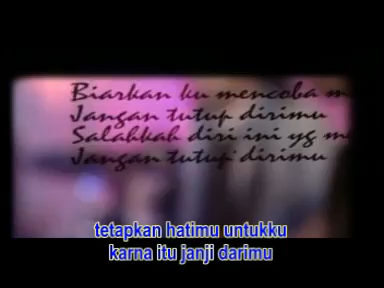 Biarkan ku mencoba
Jangan tutup dirimu
Salahkah diri ini yg
Jangan tutup dirimu
tetapkan hatimu untukku
karna itu janji darimu